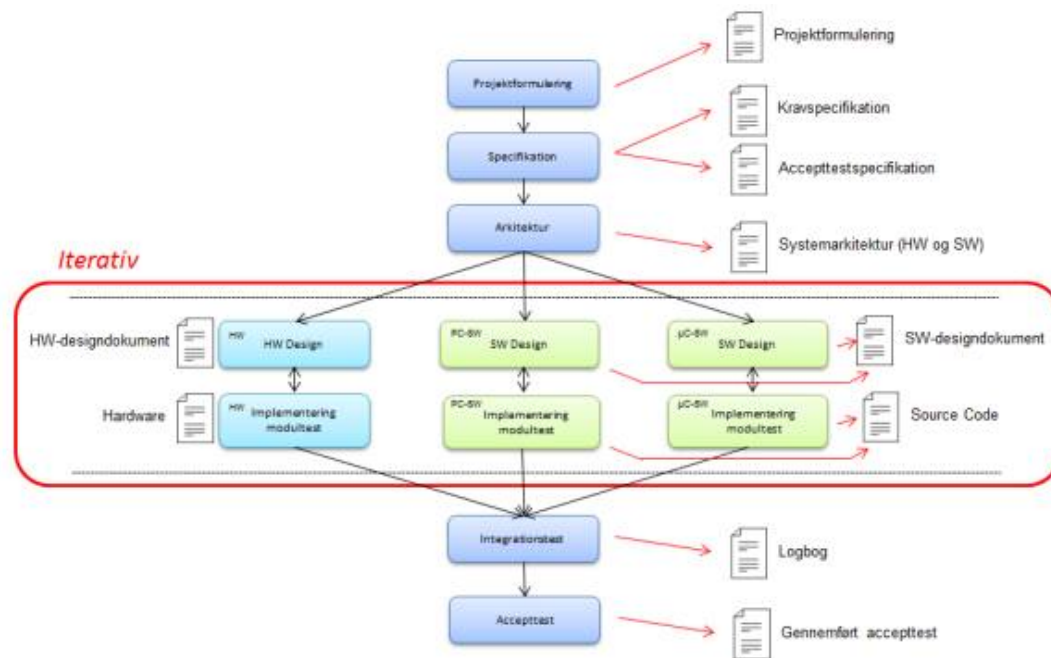 Projektformulering
Projektformulering
Kravspecifikation
Specifikation
Accepttestspecifikation
Arkitektur
Systemarkitektur (HW og SW)
Iterativ
HW-designdokument
HW
HW Design
PC-SW
SW Design
µC-SW
SW Design
SW-designdokument
Hardware
HW
Implementering
modultest
PC-SW
Implementering
modultest
µC-SW
Implementering
modultest
Source Code
Integrationstest
Logbog
Accepttest
Gennemført accepttest